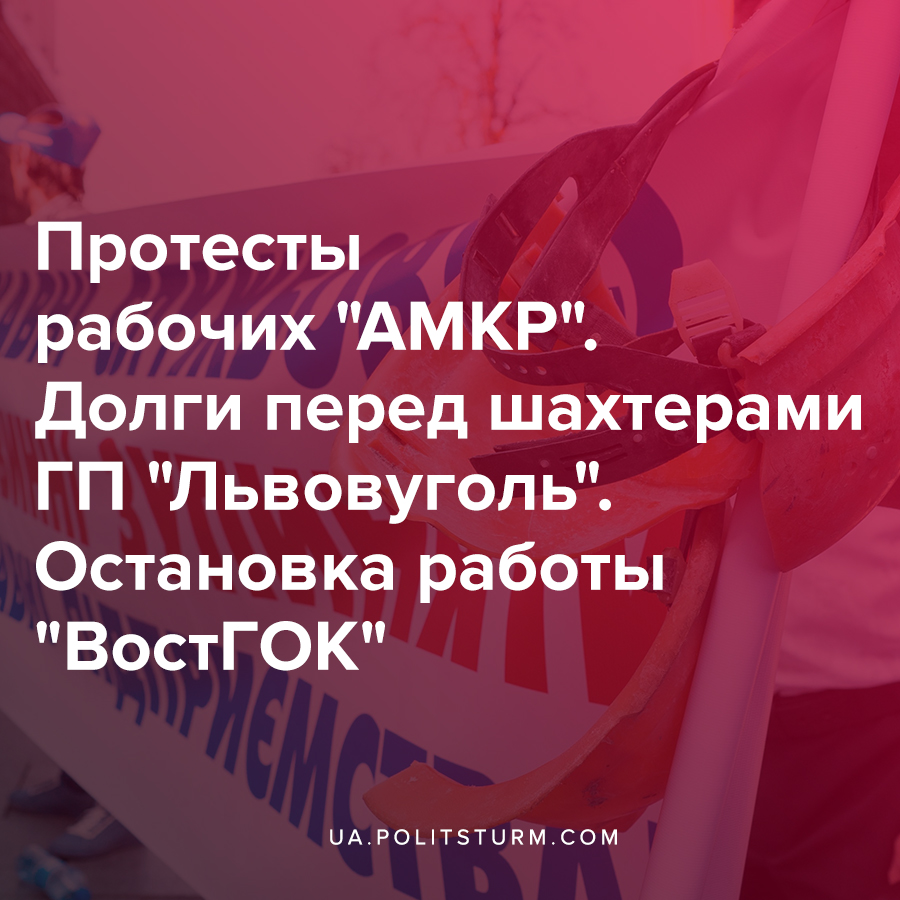 Протесты
рабочих "АМКР".
Долги перед шахтерами
ГП "Львовуголь".
Остановка работы
"ВостГОК"
UA.POLITSTURM.COM